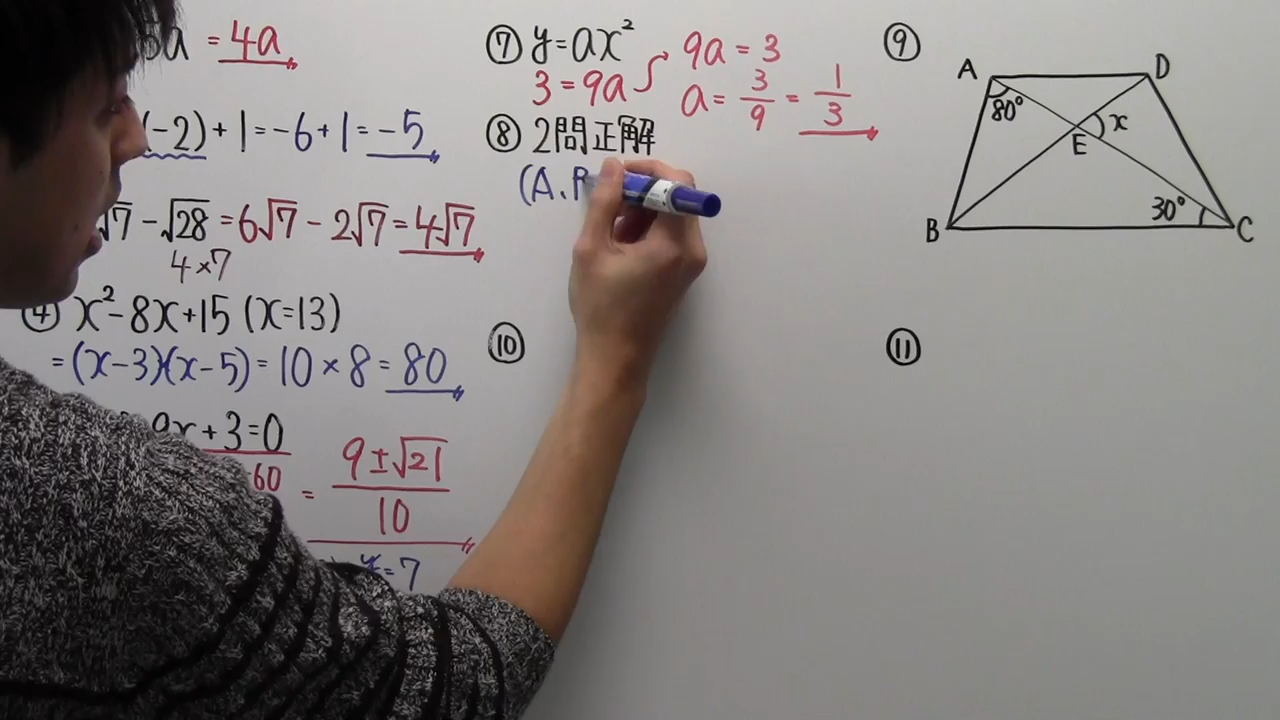 a = 4a
(-2)+1=-6+1=-5
√7 - √28 = 6√7 - 2√7 = 4√7
4×7
④ x²-8x+15 (x=13)
=(x-3)(x-5)=10×8=80
9x+3=0
-60
= 9±√21/10
y=7
⑦ y=ax²
3=9a
9a=3
a=3/9=1/3
⑧ 2問正解
(A.
⑨
A
D
80°
x
E
30°
B
C
⑩
⑪